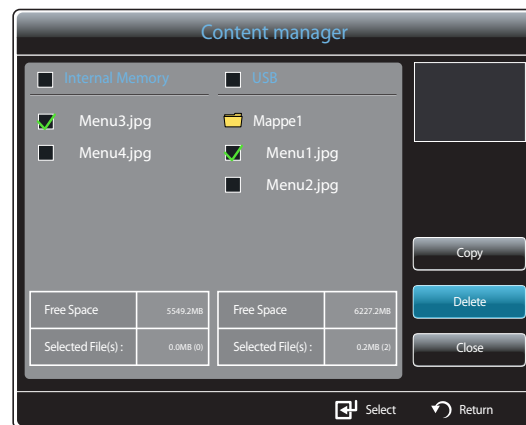 Content manager
Internal Memory
USB
Menu3.jpg
Mappe1
Menu4.jpg
Menu1.jpg
Menu2.jpg
Copy
Free Space
5549.2MB
Free Space
6227.2MB
Delete
Selected File(s) :
0.0MB (0)
Selected File(s) :
0.2MB (2)
Close
Select
Return